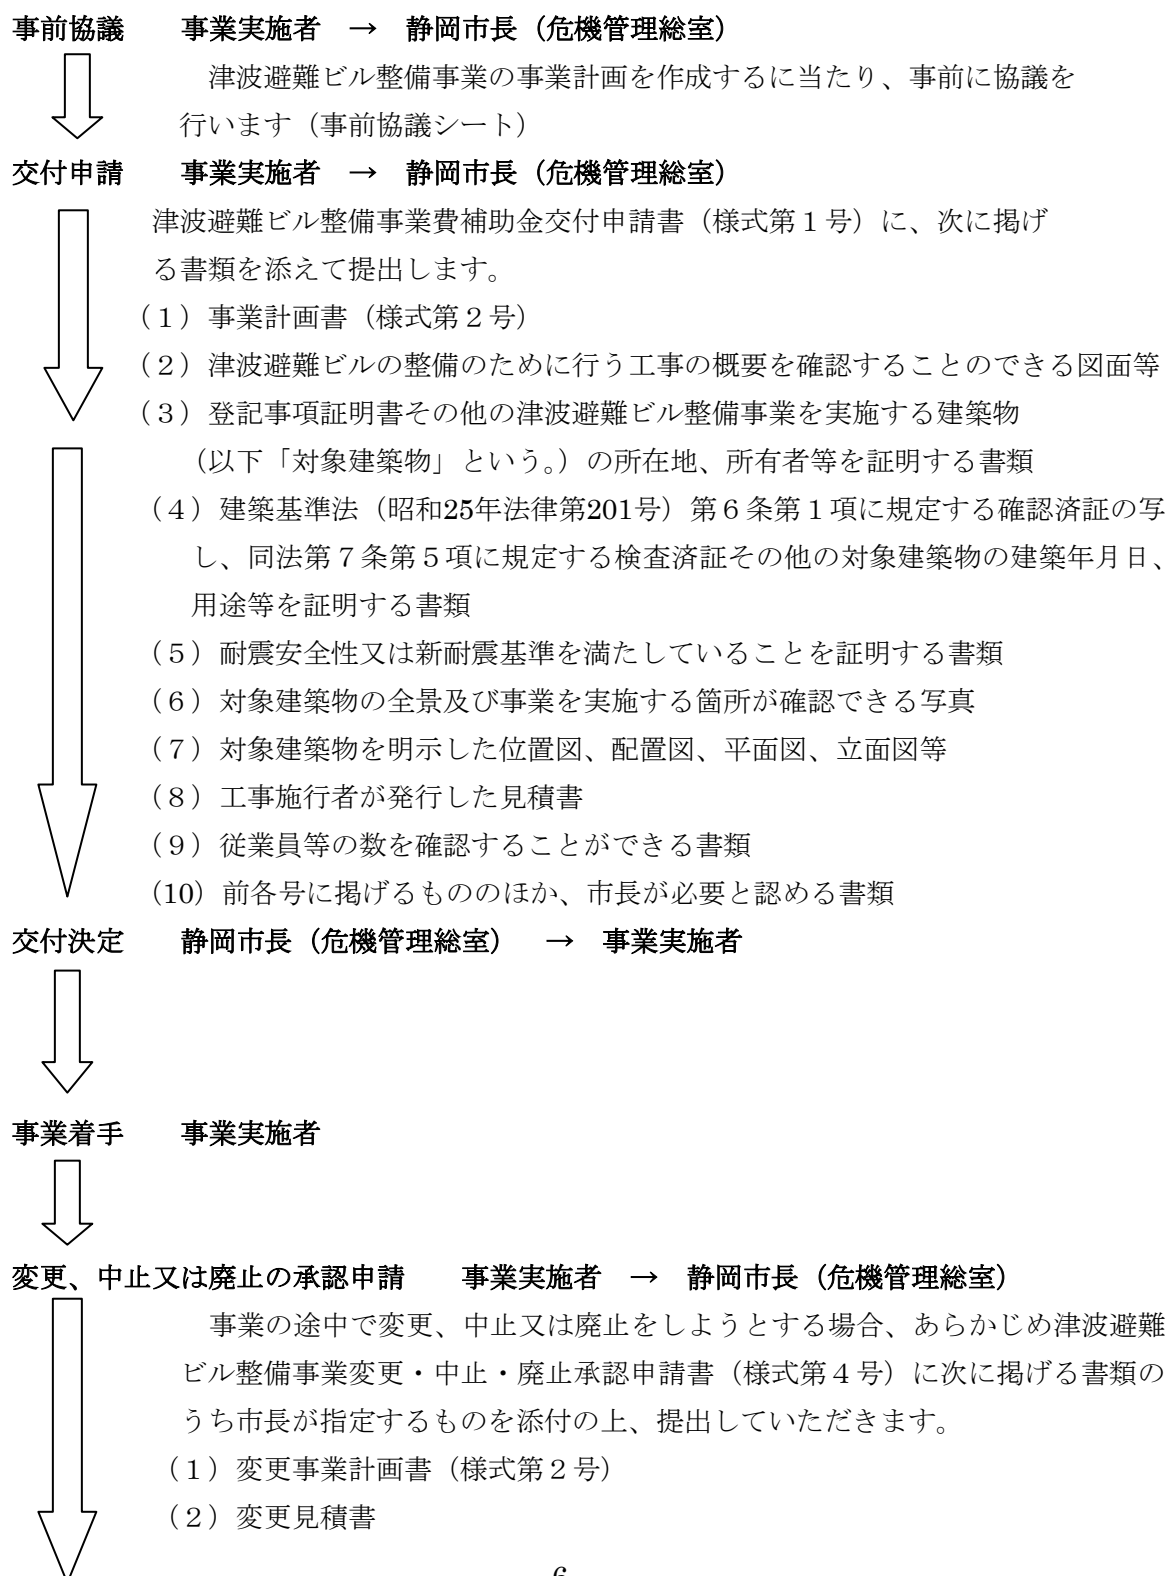 事前協議　　事業実施者　→　静岡市長（危機管理総室）
津波避難ビル整備事業の事業計画を作成するに当たり、事前に協議を
行います（事前協議シート）
交付申請　　事業実施者　→　静岡市長（危機管理総室）
津波避難ビル整備事業費補助金交付申請書（様式第１号）に、次に掲げ
る書類を添えて提出します。
（１）事業計画書（様式第２号）
（２）津波避難ビルの整備のために行う工事の概要を確認することのできる図面等
（３）登記事項証明書その他の津波避難ビル整備事業を実施する建築物
（以下「対象建築物」という。）の所在地、所有者等を証明する書類
（４）建築基準法（昭和25年法律第201号）第６条第１項に規定する確認済証の写
し、同法第７条第５項に規定する検査済証その他の対象建築物の建築年月日、
用途等を証明する書類
（５）耐震安全性又は新耐震基準を満たしていることを証明する書類
（６）対象建築物の全景及び事業を実施する箇所が確認できる写真
（７）対象建築物を明示した位置図、配置図、平面図、立面図等
（８）工事施行者が発行した見積書
（９）従業員等の数を確認することができる書類
（10）前各号に掲げるもののほか、市長が必要と認める書類
交付決定　　静岡市長（危機管理総室）　→　事業実施者
事業着手　　事業実施者
変更、中止又は廃止の承認申請　　事業実施者　→　静岡市長（危機管理総室）
事業の途中で変更、中止又は廃止をしようとする場合、あらかじめ津波避難
ビル整備事業変更・中止・廃止承認申請書（様式第４号）に次に掲げる書類の
うち市長が指定するものを添付の上、提出していただきます。
（１）変更事業計画書（様式第２号）
（２）変更見積書